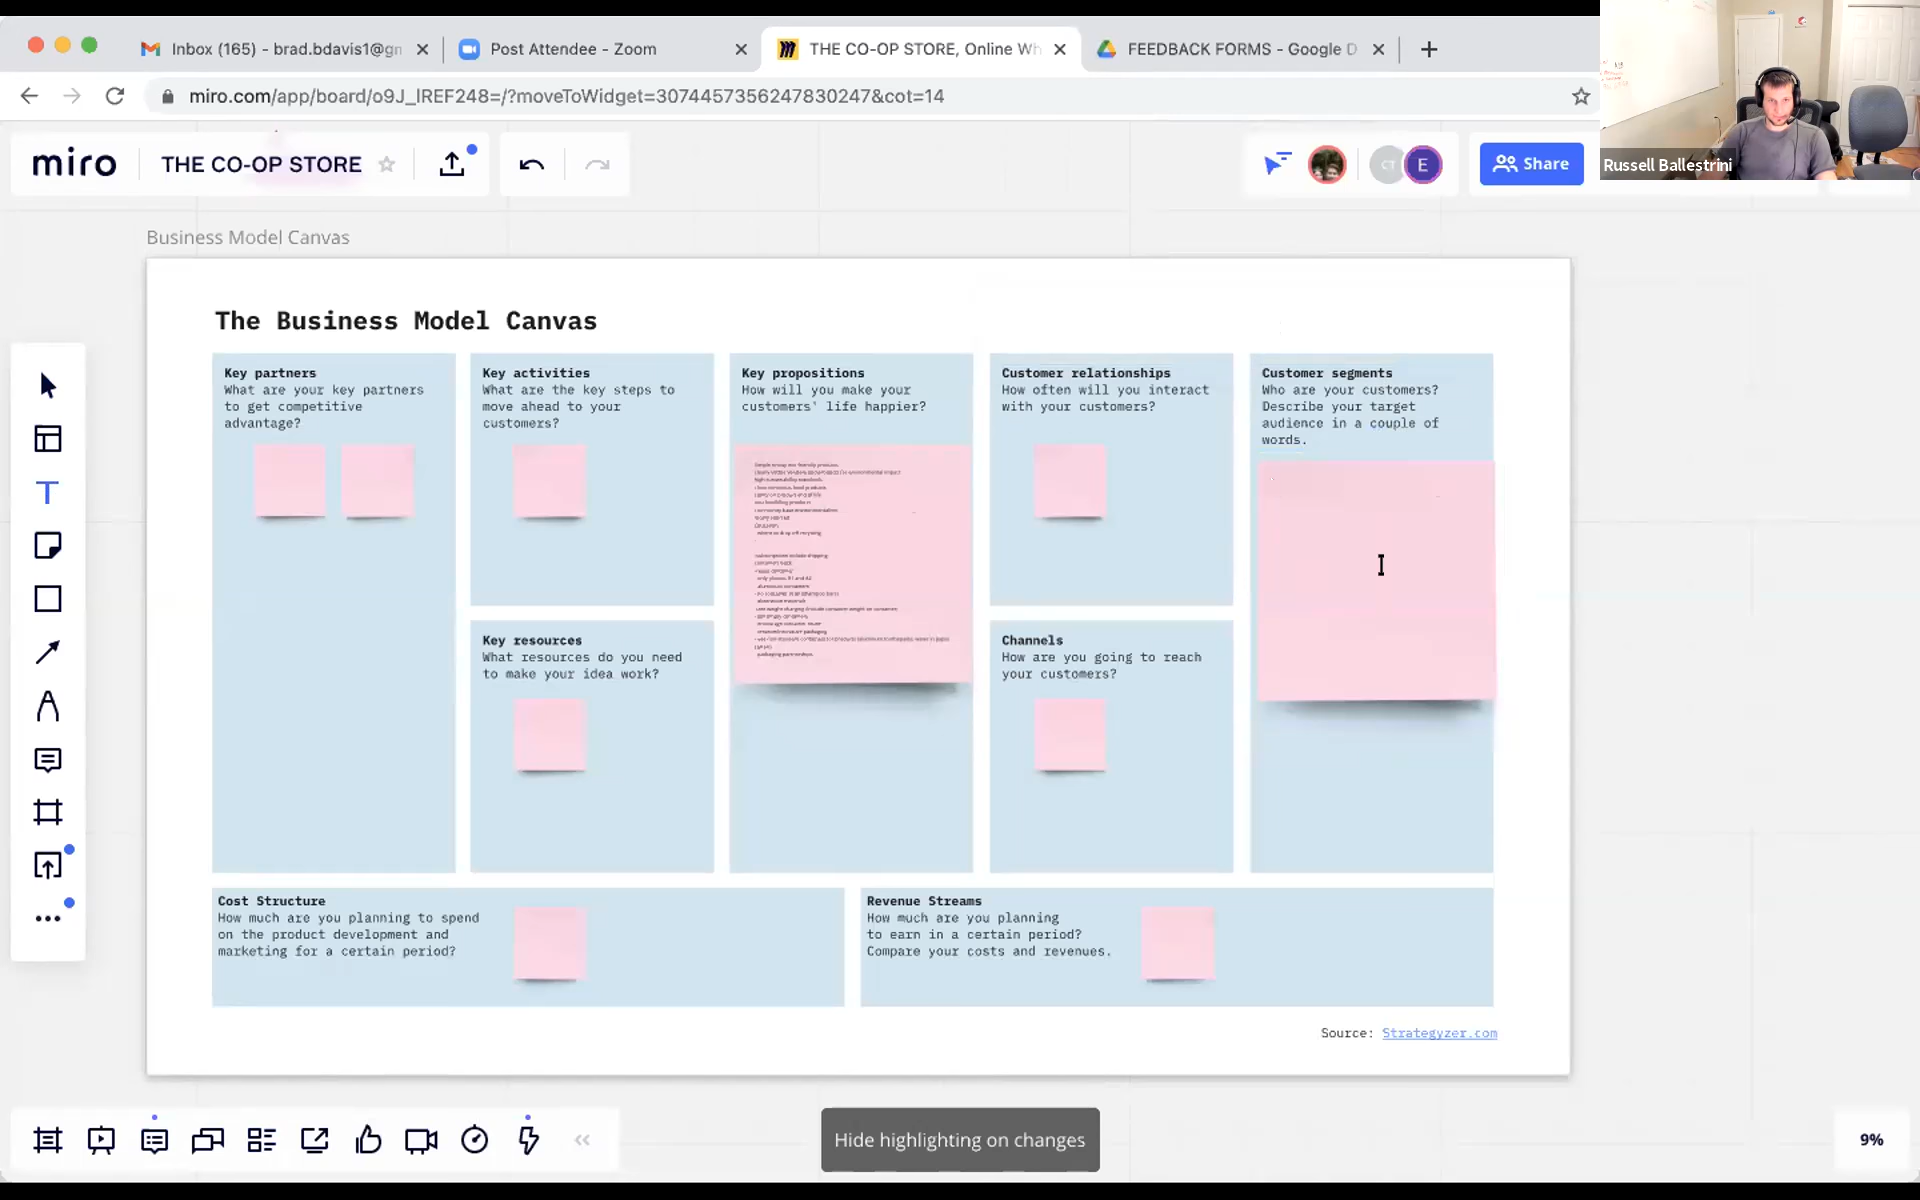 Inbox (165) - brad.bdavis1@gn
Post Attendee - Zoom
THE CO-OP STORE, Online Wh
FEEDBACK FORMS - Google D
miro.com/app/board/o9J_lREF248=/?moveToWidget=3074457356247830247&cot=14
miro
THE CO-OP STORE
CT
E
Share
Russell Ballestrini
Business Model Canvas
The Business Model Canvas
Key partners
What are your key partners
to get competitive
advantage?
Key activities
What are the key steps to
move ahead to your
customers?
Key propositions
How will you make your
customers' life happier?
Customer relationships
How often will you interact
with your customers?
Customer segments
Who are your customers?
Describe your target
audience in a couple of
words.
Key resources
What resources do you need
to make your idea work?
Channels
How are you going to reach
your customers?
Cost Structure
How much are you planning to spend
on the product development and
marketing for a certain period?
Revenue Streams
How much are you planning
to earn in a certain period?
Compare your costs and revenues.
Source: Strategyzer.com
Hide highlighting on changes
9%